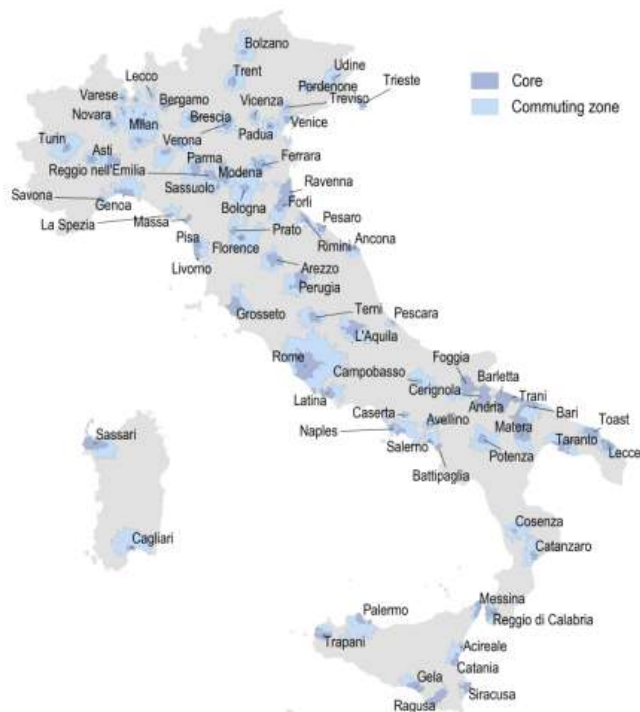 Bolzano
Trent
Udine
Pordenone
Trieste
Core
Commuting zone
Lecco
Varese
Bergamo
Vicenza
Treviso
Novara
Milan
Brescia
Venice
Turin
Asti
Verona
Padua
Parma
Ferrara
Reggio nell'Emilia
Modena
Ravenna
Sassuolo
Savona
Genoa
Bologna
Forli
La Spezia
Massa
Prato
Pesaro
Pisa
Florence
Rimini
Ancona
Livorno
Arezzo
Perugia
Grosseto
Terni
Pescara
L'Aquila
Rome
Foggia
Campobasso
Barletta
Cerignola
Trani
Latina
Andria
Bari
Caserta
Avellino
Toast
Naples
Matera
Taranto
Salerno
Potenza
Lecce
Battipaglia
Sassari
Cagliari
Cosenza
Catanzaro
Messina
Palermo
Reggio di Calabria
Trapani
Acireale
Catania
Gela
Siracusa
Ragusa